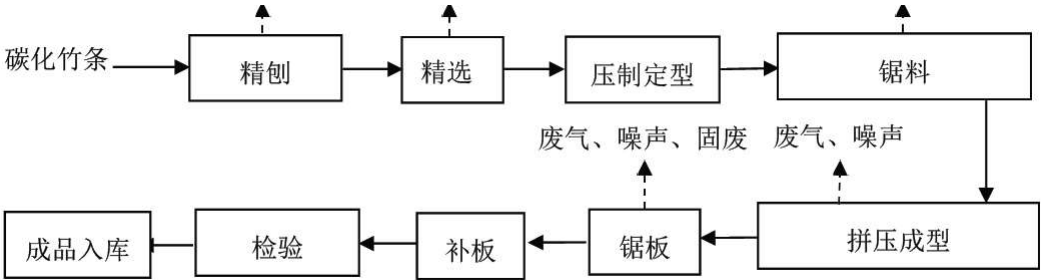 碳化竹条
精刨
精选
压制定型
锯料
废气、噪声、固废
废气、噪声
成品入库
检验
补板
锯板
拼压成型